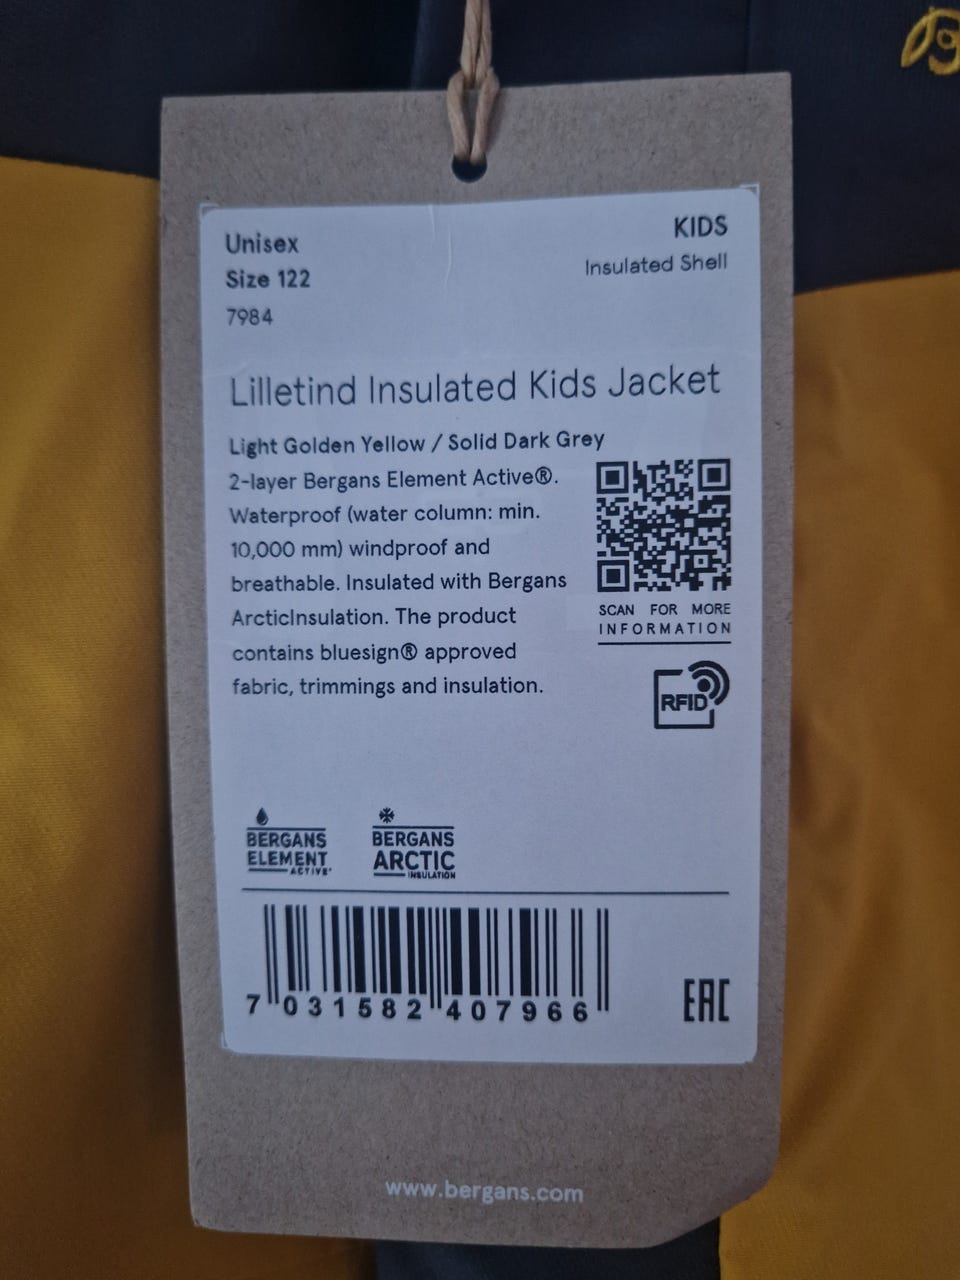 Unisex
KIDS
Size 122
Insulated Shell
7984
Lilletind Insulated Kids Jacket
Light Golden Yellow / Solid Dark Grey
2-layer Bergans Element Active®.
Waterproof (water column: min.
10,000 mm) windproof and
breathable. Insulated with Bergans
ArcticInsulation. The product
contains bluesign® approved
fabric, trimmings and insulation.
SCAN FOR MORE
INFORMATION
RFID
BERGANS
ELEMENT
ACTIVE
BERGANS
ARCTIC
INSULATION
7 031582 407966
EAC
www.bergans.com